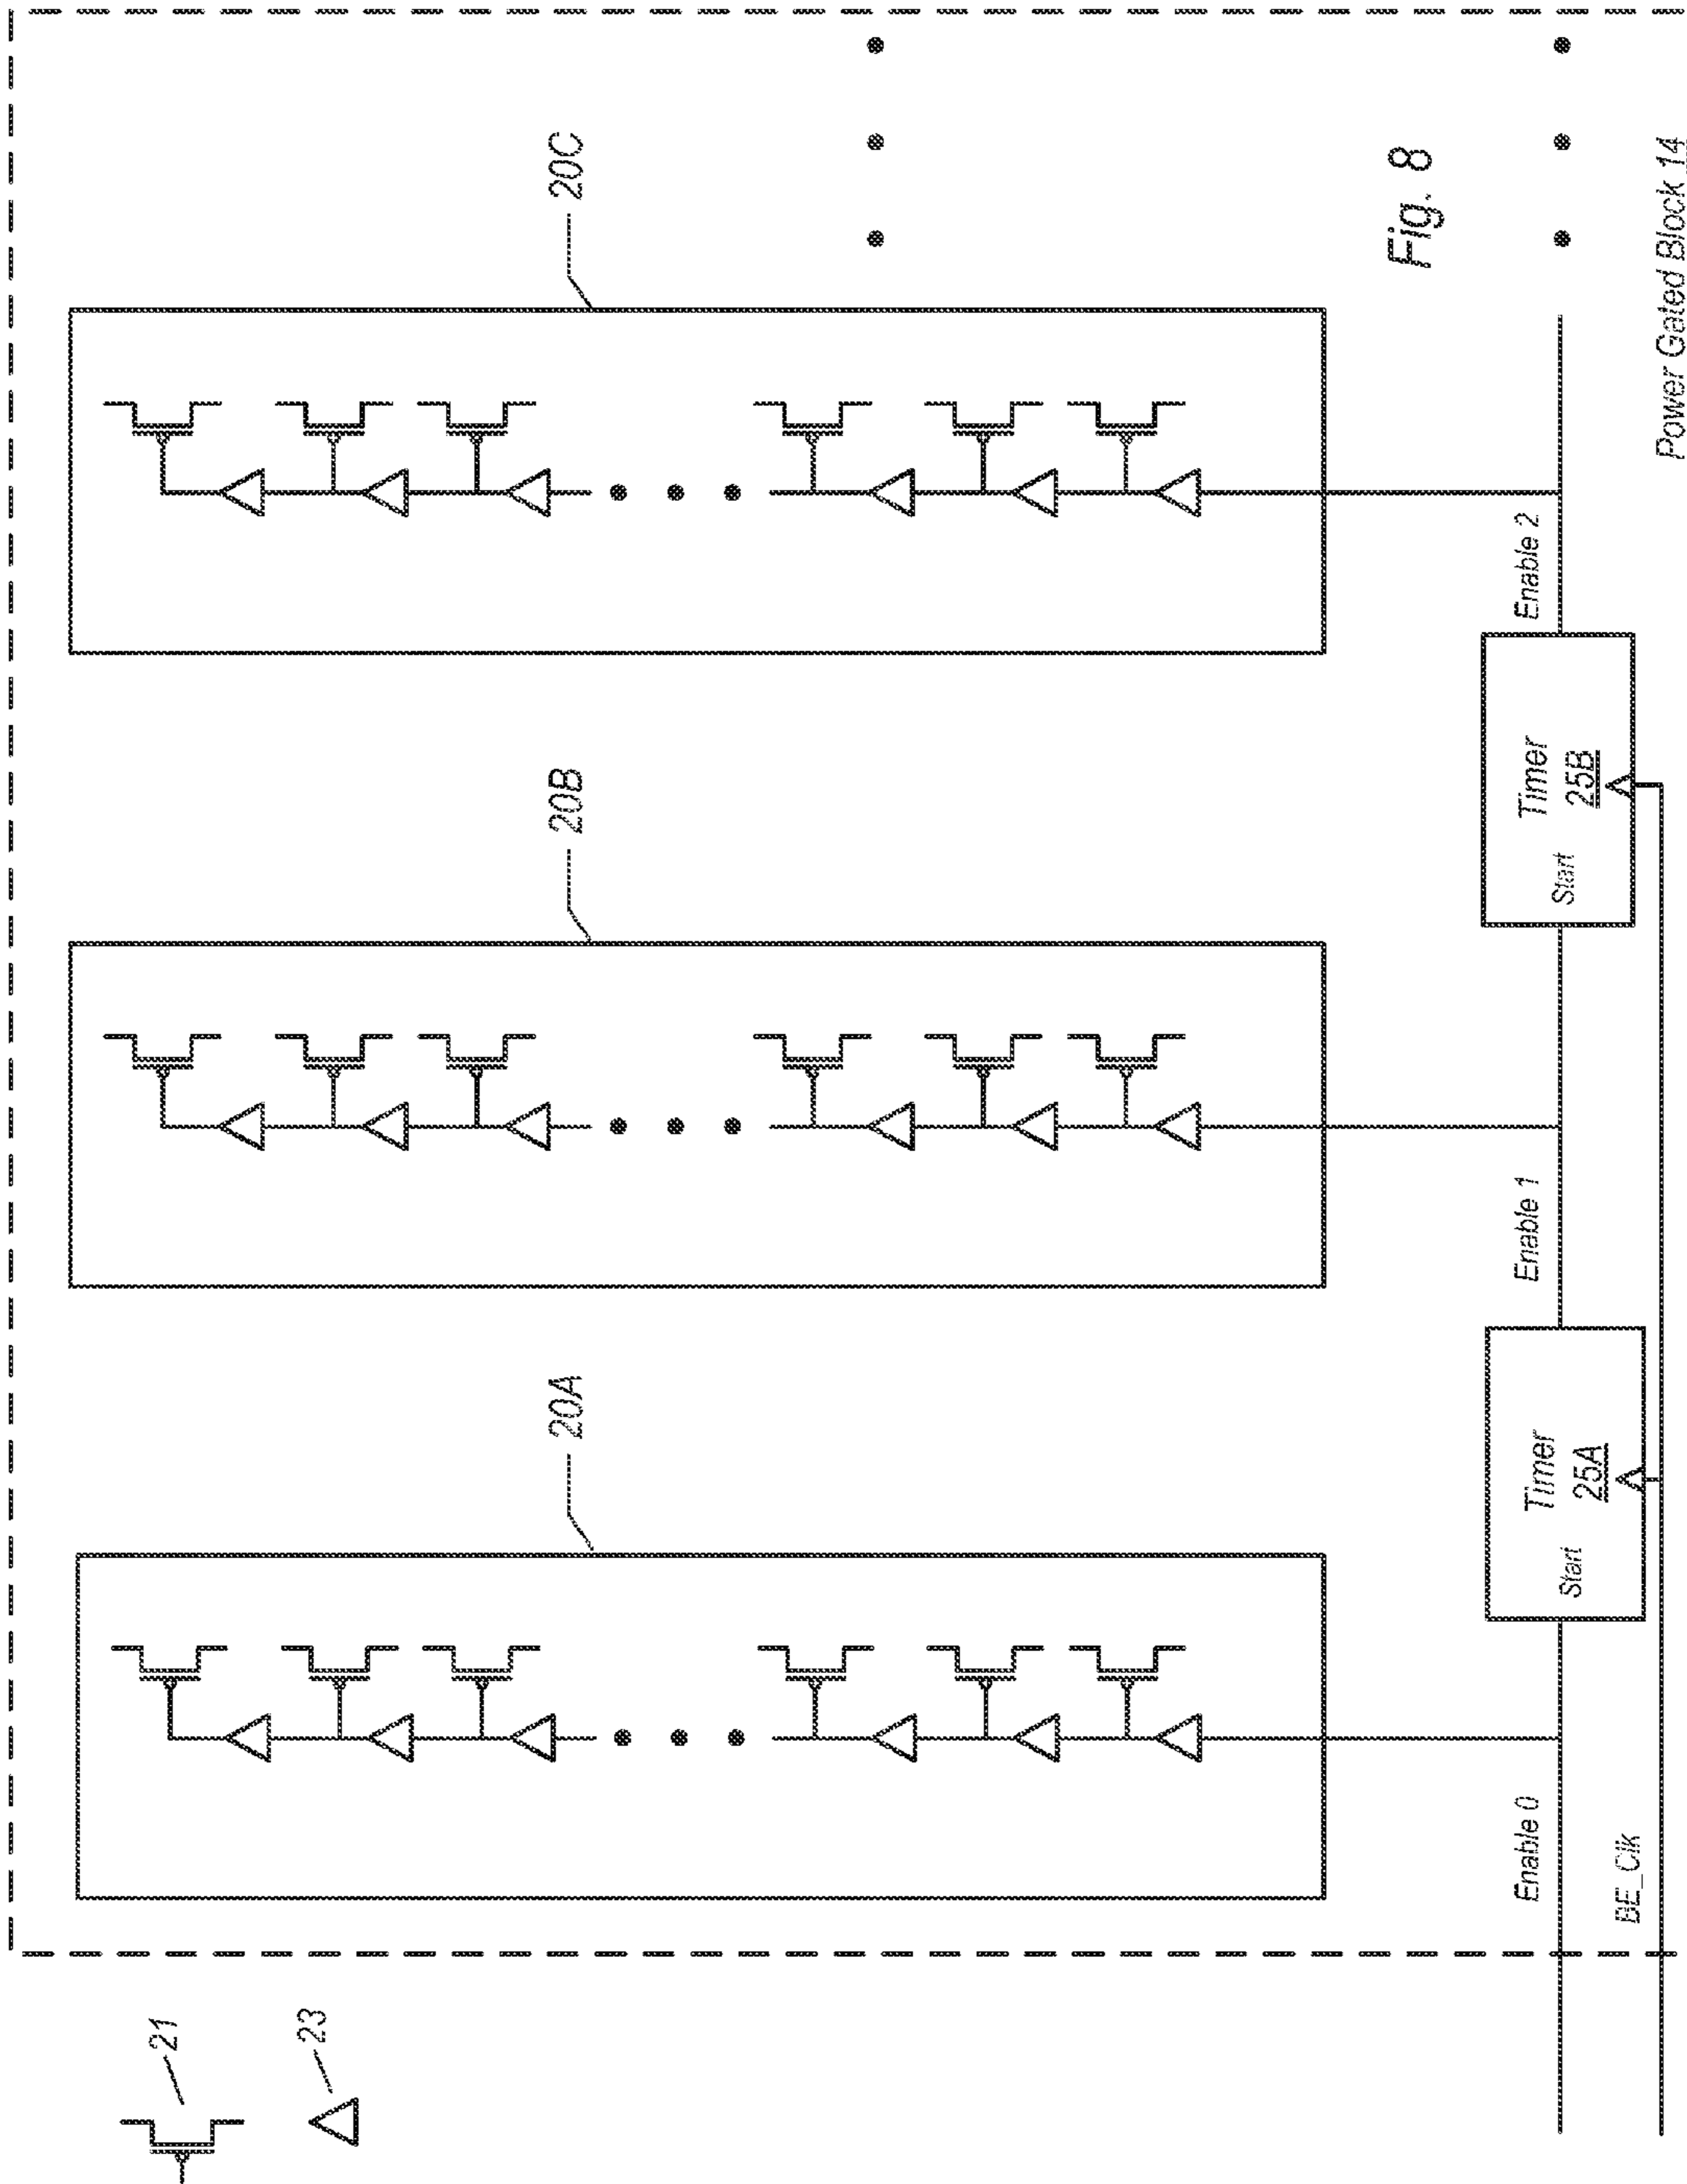 21
23
20A
20B
20C
Fig. 8
Enable 0
Start
Timer
25A
Enable 1
Start
Timer
25B
Enable 2
BE_Clk
Power Gated Block 14